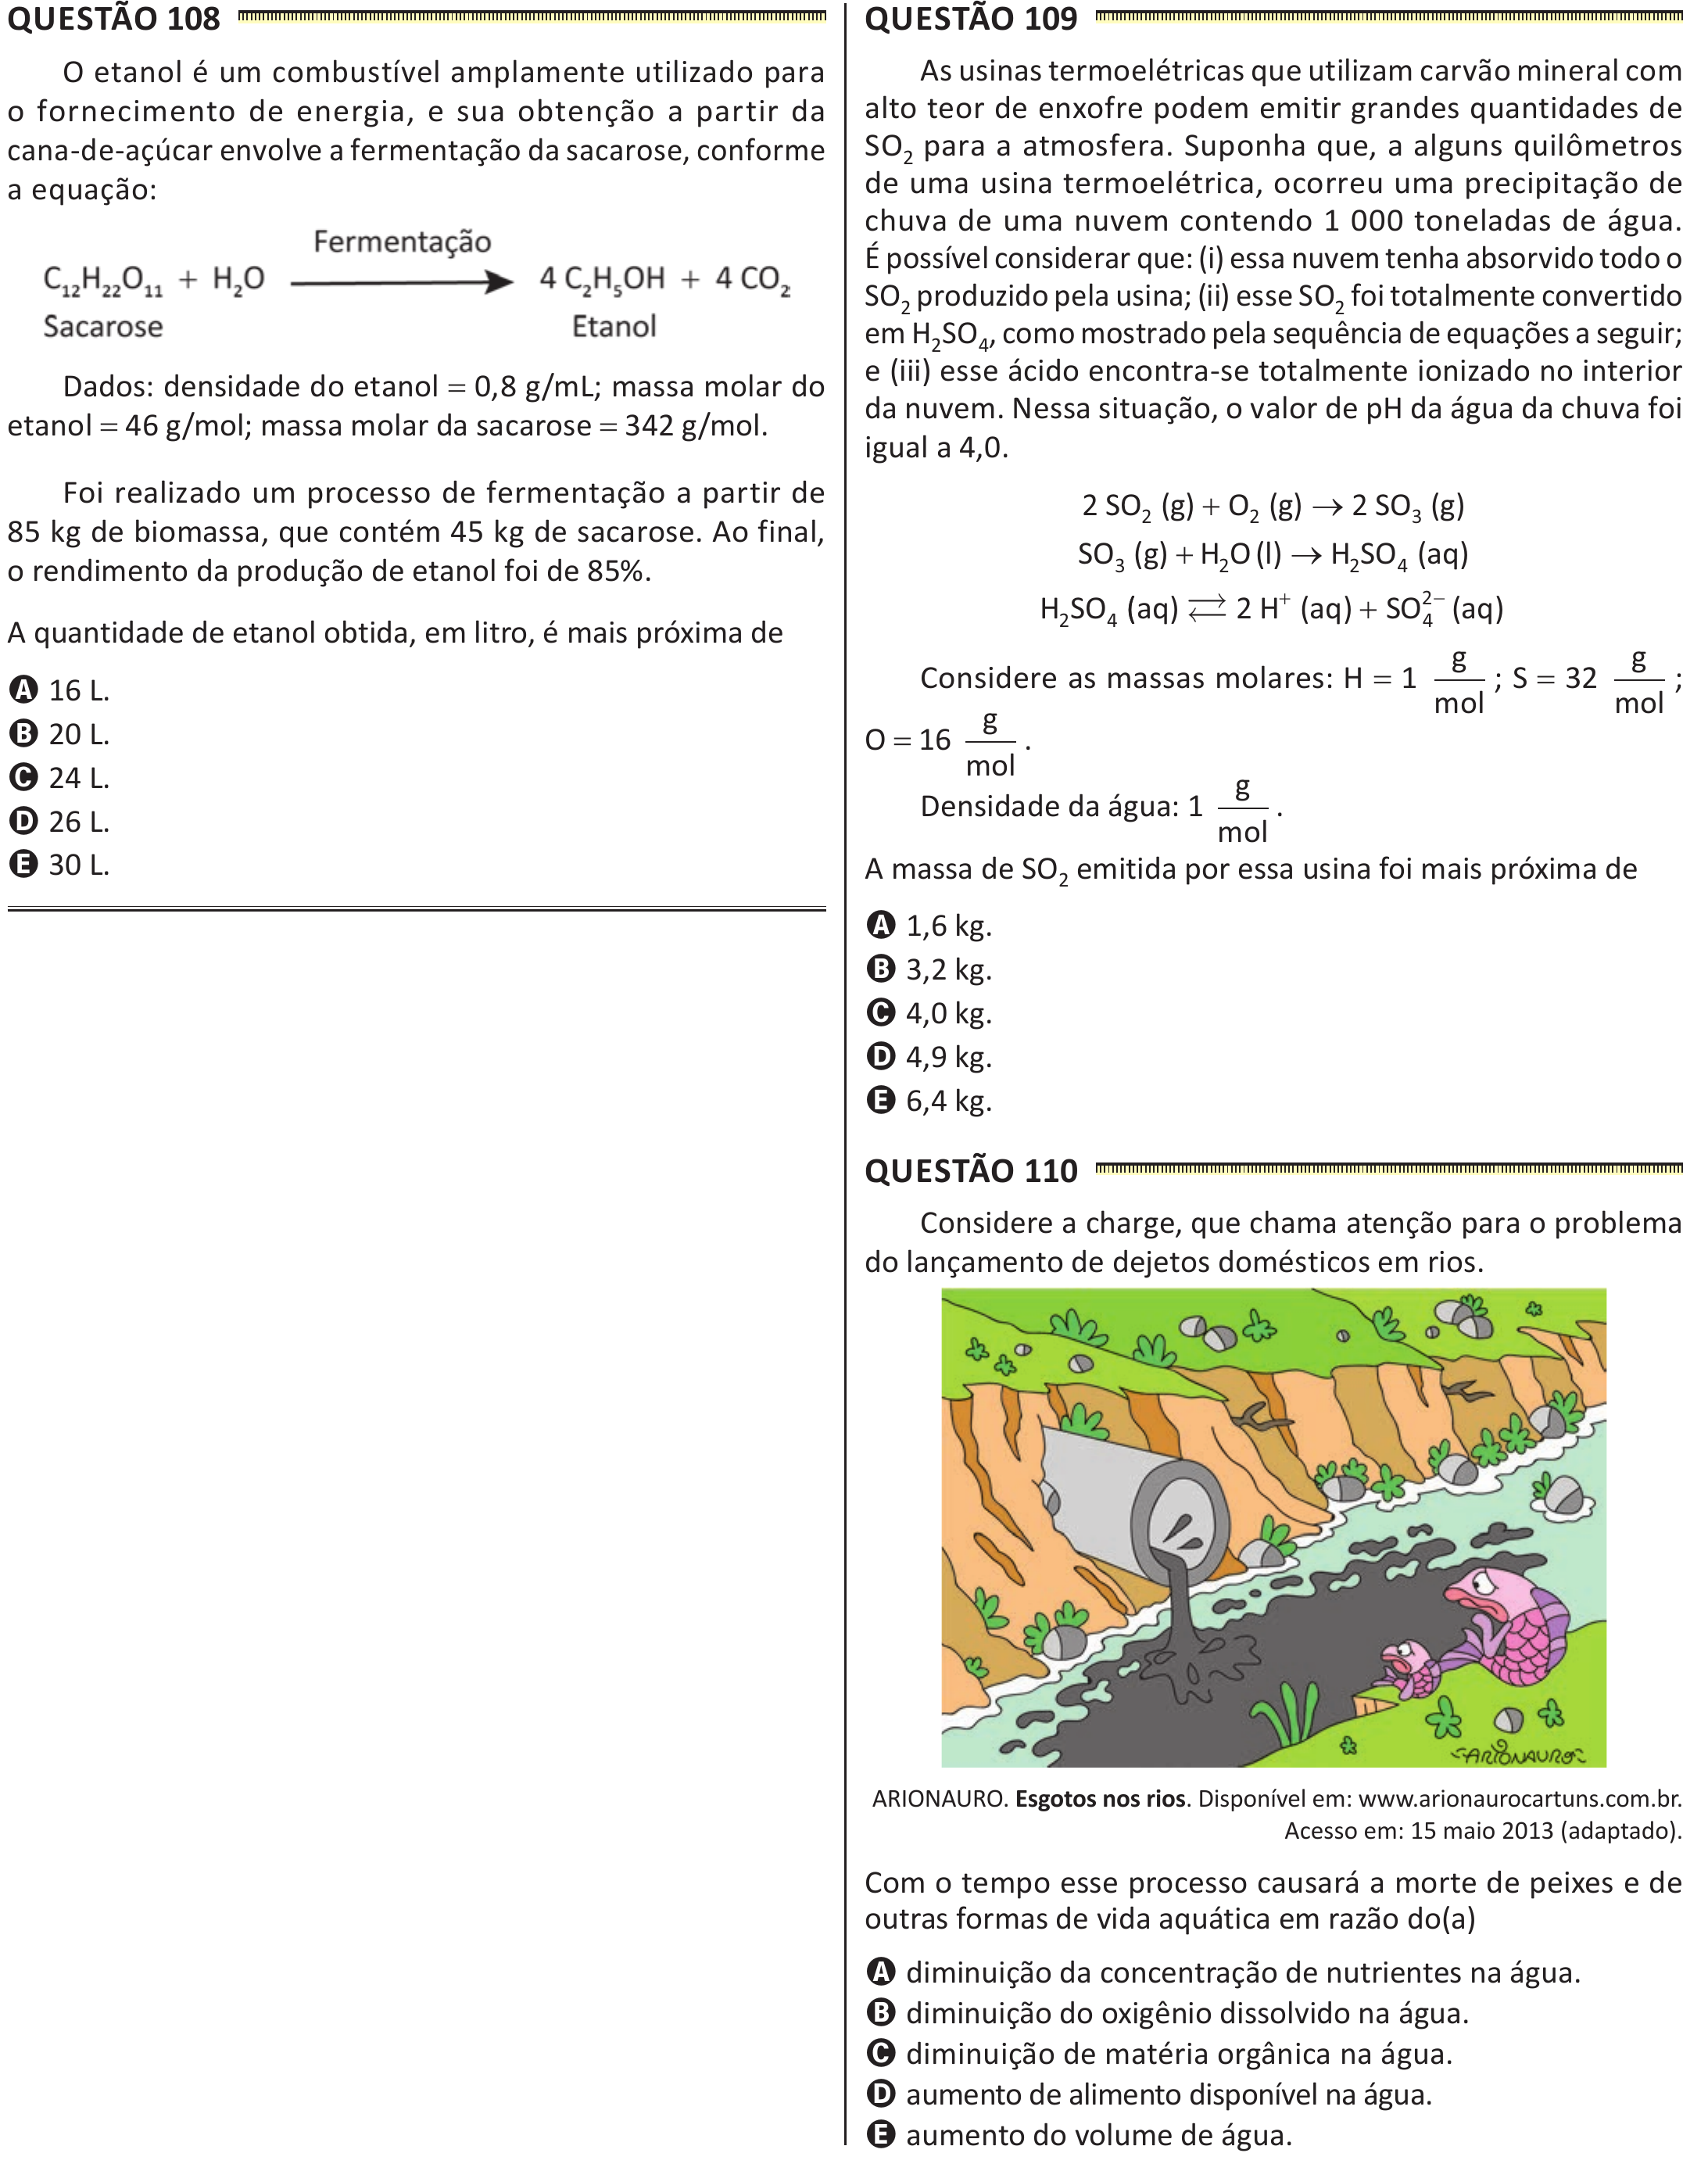 QUESTÃO 108
O etanol é um combustível amplamente utilizado para
o fornecimento de energia, e sua obtenção a partir da
cana-de-açúcar envolve a fermentação da sacarose, conforme
a equação:
Fermentação
C₁₂H₂₂O₁₁ + H₂O ⟶ 4 C₂H₅OH + 4 CO₂
Sacarose Etanol
Dados: densidade do etanol = 0,8 g/mL; massa molar do
etanol = 46 g/mol; massa molar da sacarose = 342 g/mol.
Foi realizado um processo de fermentação a partir de
85 kg de biomassa, que contém 45 kg de sacarose. Ao final,
o rendimento da produção de etanol foi de 85%.
A quantidade de etanol obtida, em litro, é mais próxima de
A 16 L.
B 20 L.
C 24 L.
D 26 L.
E 30 L.
QUESTÃO 109
As usinas termoelétricas que utilizam carvão mineral com
alto teor de enxofre podem emitir grandes quantidades de
SO₂ para a atmosfera. Suponha que, a alguns quilômetros
de uma usina termoelétrica, ocorreu uma precipitação de
chuva de uma nuvem contendo 1 000 toneladas de água.
É possível considerar que: (i) essa nuvem tenha absorvido todo o
SO₂ produzido pela usina; (ii) esse SO₂ foi totalmente convertido
em H₂SO₄, como mostrado pela sequência de equações a seguir;
e (iii) esse ácido encontra-se totalmente ionizado no interior
da nuvem. Nessa situação, o valor de pH da água da chuva foi
igual a 4,0.
2 SO₂ (g) + O₂ (g) → 2 SO₃ (g)
SO₃ (g) + H₂O (l) → H₂SO₄ (aq)
H₂SO₄ (aq) ⇄ 2 H⁺ (aq) + SO₄²⁻ (aq)
Considere as massas molares: H = 1 g/mol ; S = 32 g/mol ;
O = 16 g/mol .
Densidade da água: 1 g/mol .
A massa de SO₂ emitida por essa usina foi mais próxima de
A 1,6 kg.
B 3,2 kg.
C 4,0 kg.
D 4,9 kg.
E 6,4 kg.
QUESTÃO 110
Considere a charge, que chama atenção para o problema
do lançamento de dejetos domésticos em rios.
ARIONAURO
ARIONAURO. Esgotos nos rios. Disponível em: www.arionaurocartuns.com.br.
Acesso em: 15 maio 2013 (adaptado).
Com o tempo esse processo causará a morte de peixes e de
outras formas de vida aquática em razão do(a)
A diminuição da concentração de nutrientes na água.
B diminuição do oxigênio dissolvido na água.
C diminuição de matéria orgânica na água.
D aumento de alimento disponível na água.
E aumento do volume de água.